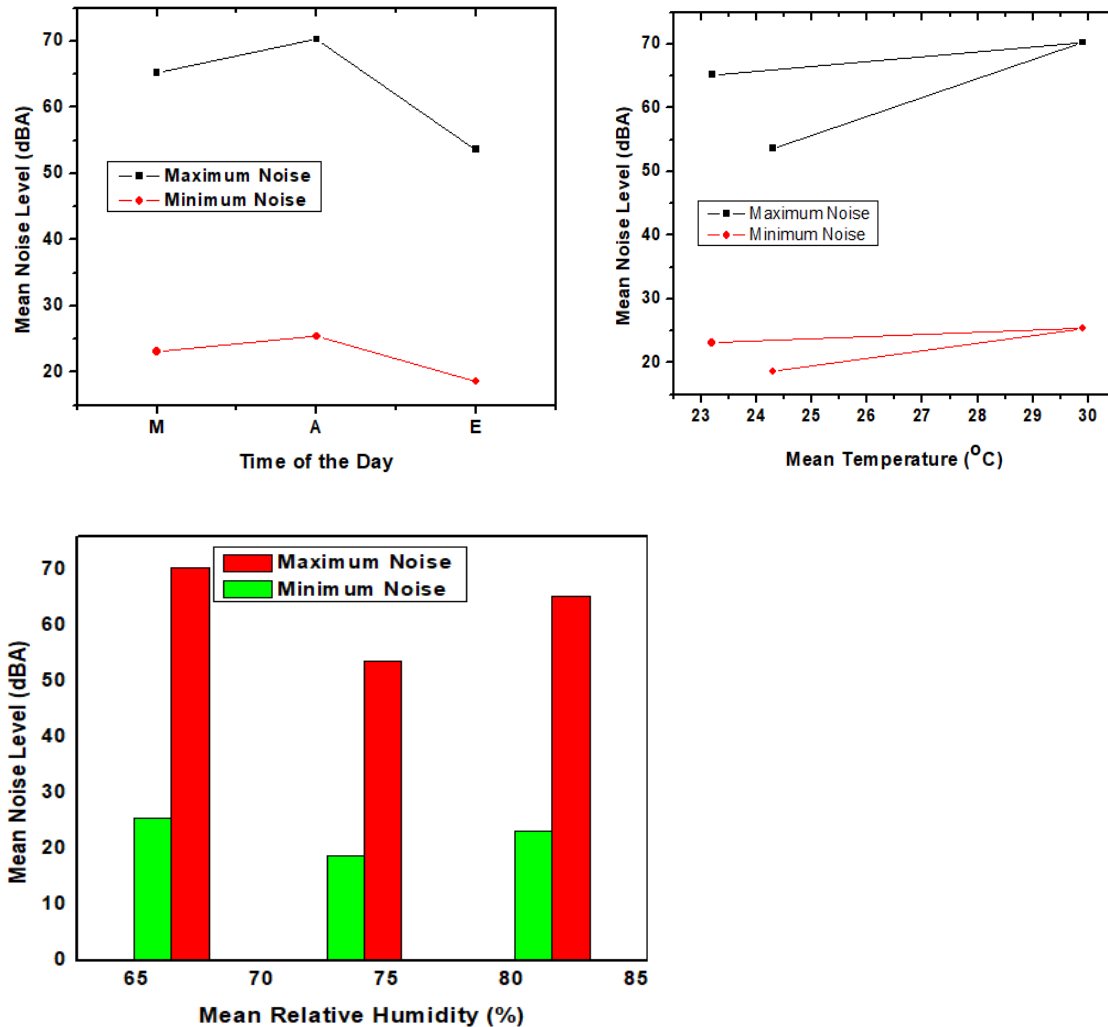 Mean Noise Level (dBA)
70
60
50
40
30
20
Maximum Noise
Minimum Noise
M
A
E
Time of the Day
Mean Noise Level (dBA)
70
60
50
40
30
20
Maximum Noise
Minimum Noise
23 24 25 26 27 28 29 30
Mean Temperature (⁰C)
Mean Noise Level (dBA)
70
60
50
40
30
20
10
0
Maximum Noise
Minimum Noise
65 70 75 80 85
Mean Relative Humidity (%)